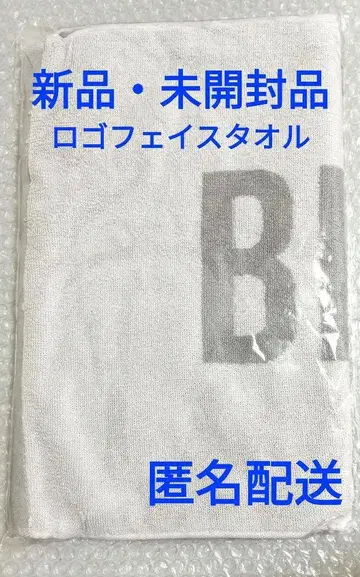 新品・未開封品
ロゴフェイスタオル
B
匿名配送